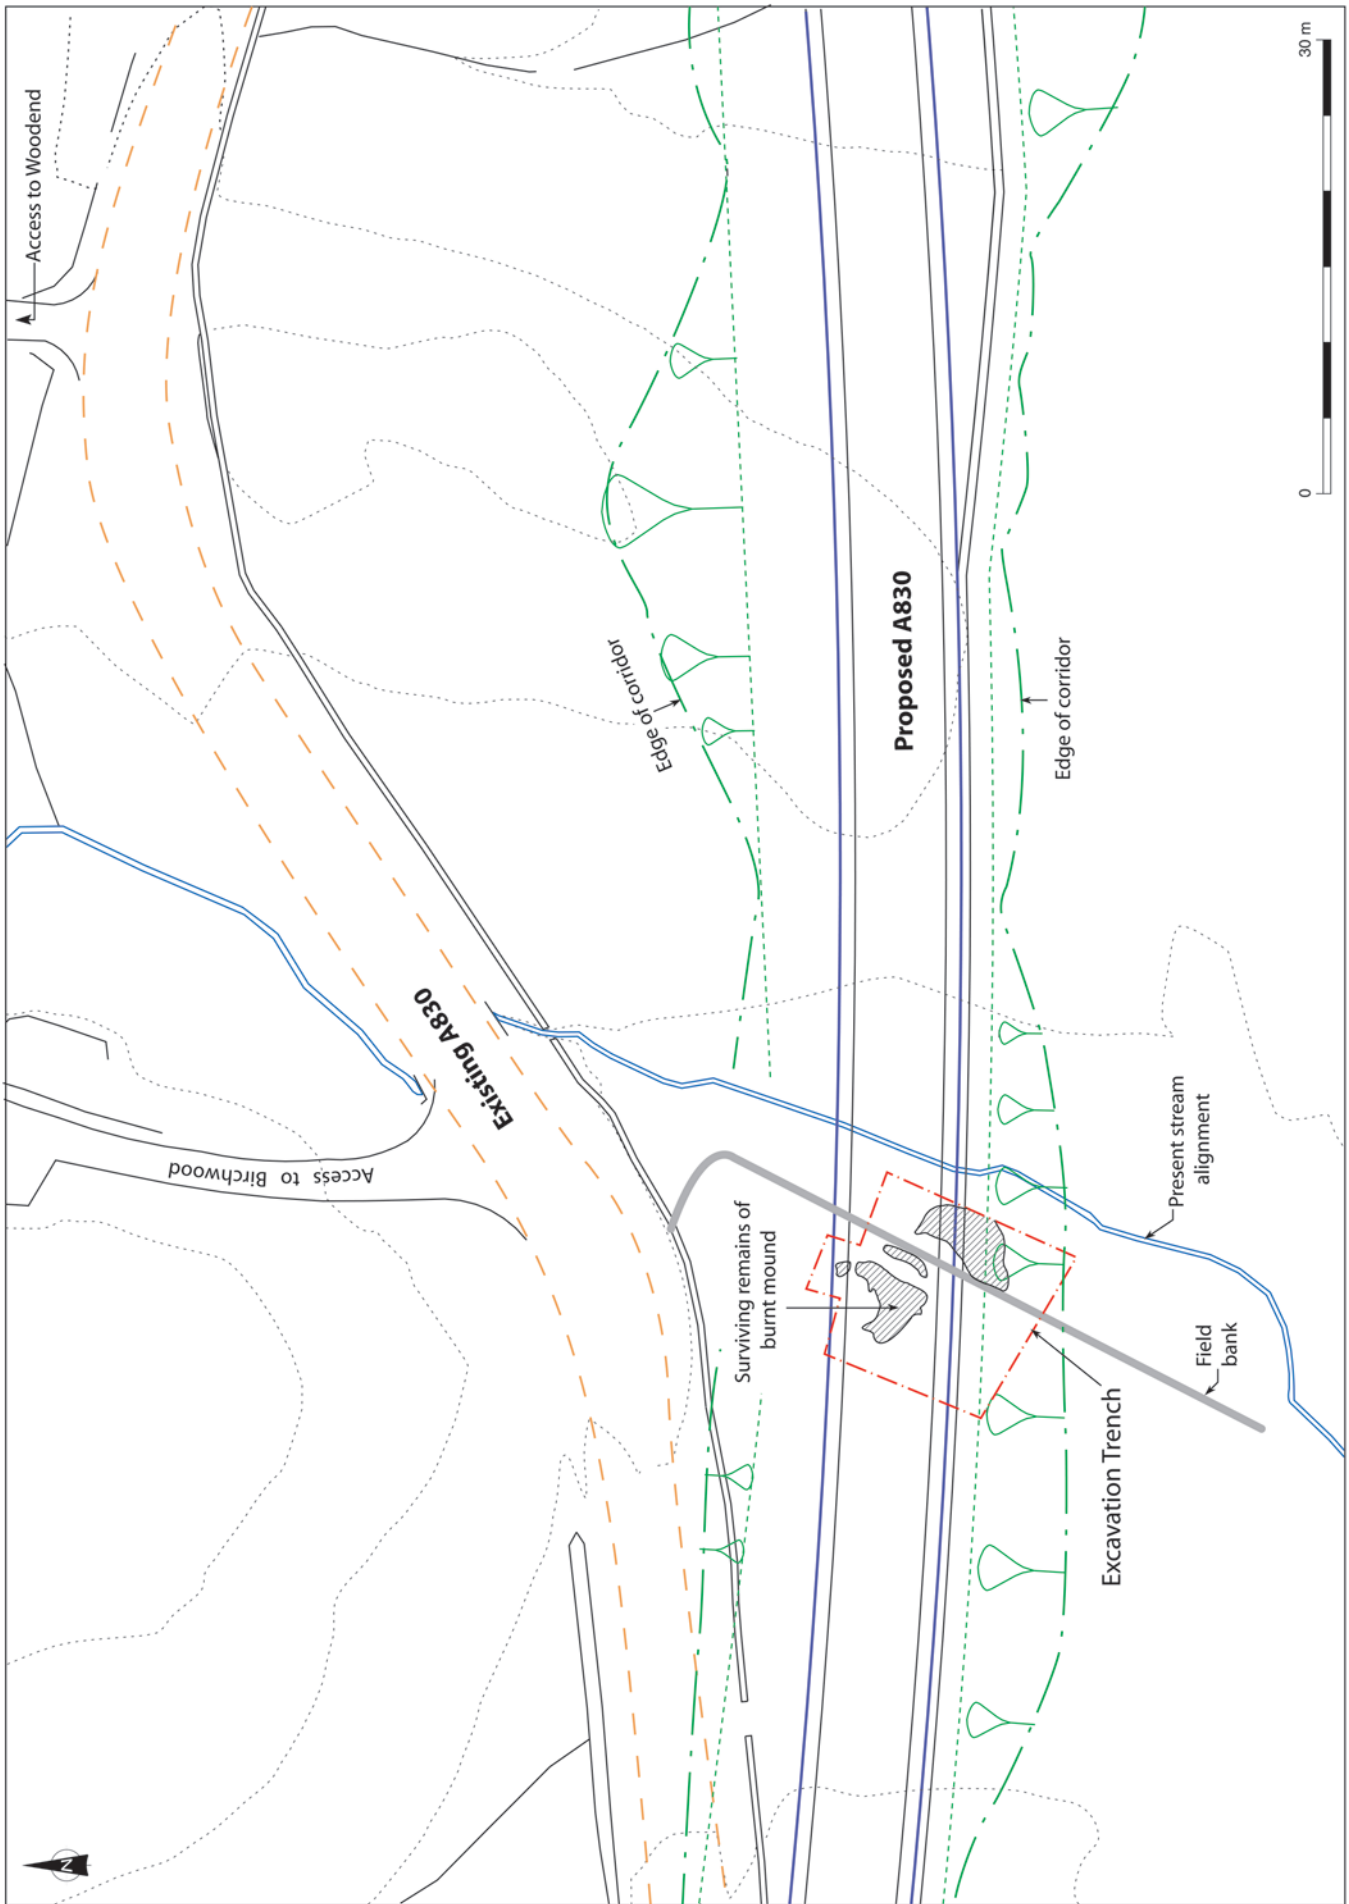 Access to Woodend
30 m
0
Existing A830
Access to Birchwood
Edge of corridor
Proposed A830
Edge of corridor
Surviving remains of
burnt mound
Present stream
alignment
Field
bank
Excavation Trench
N